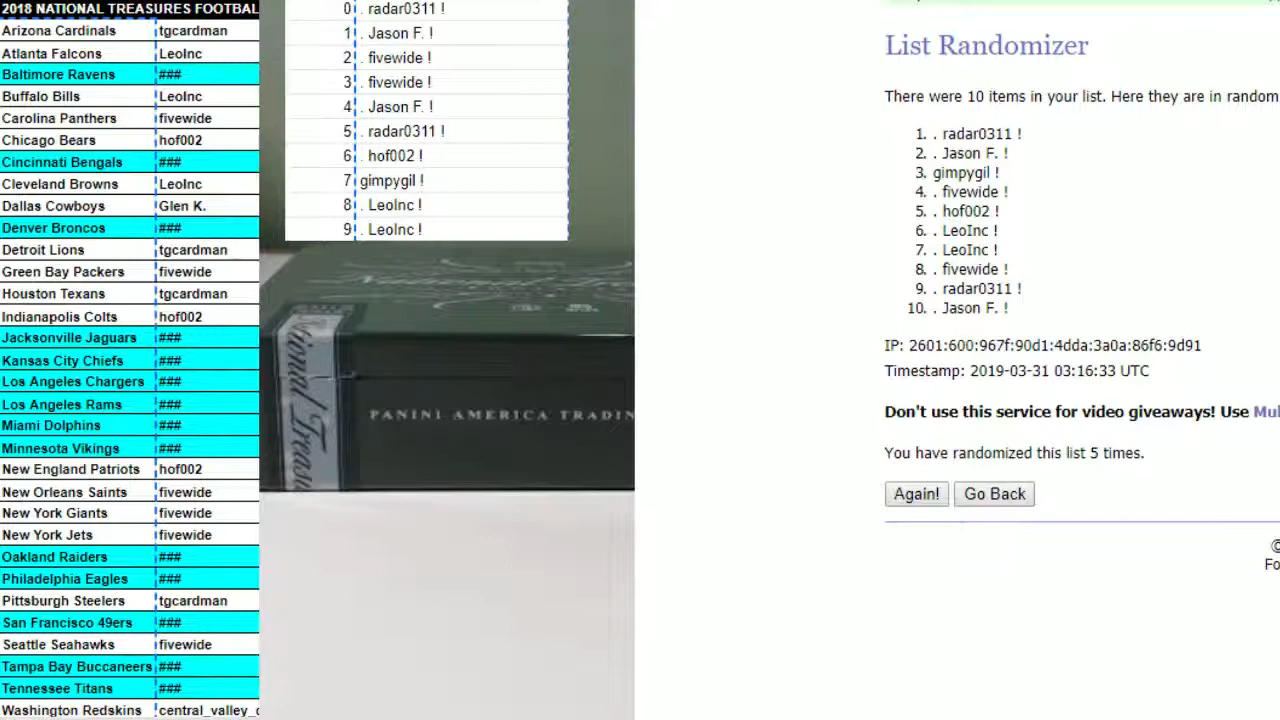 2018 NATIONAL TREASURES FOOTBAL
Arizona Cardinals tgcardman
Atlanta Falcons LeoInc
Baltimore Ravens ###
Buffalo Bills LeoInc
Carolina Panthers fivewide
Chicago Bears hof002
Cincinnati Bengals ###
Cleveland Browns LeoInc
Dallas Cowboys Glen K.
Denver Broncos ###
Detroit Lions tgcardman
Green Bay Packers fivewide
Houston Texans tgcardman
Indianapolis Colts hof002
Jacksonville Jaguars ###
Kansas City Chiefs ###
Los Angeles Chargers ###
Los Angeles Rams ###
Miami Dolphins ###
Minnesota Vikings ###
New England Patriots hof002
New Orleans Saints fivewide
New York Giants fivewide
New York Jets fivewide
Oakland Raiders ###
Philadelphia Eagles ###
Pittsburgh Steelers tgcardman
San Francisco 49ers ###
Seattle Seahawks fivewide
Tampa Bay Buccaneers ###
Tennessee Titans ###
Washington Redskins central_valley_c
0 . radar0311 !
1 . Jason F. !
2 . fivewide !
3 . fivewide !
4 . Jason F. !
5 . radar0311 !
6 . hof002 !
7 gimpygil !
8 . LeoInc !
9 . LeoInc !
National Trea
tional Treasu
PANINI AMERICA TRADIN
List Randomizer
There were 10 items in your list. Here they are in random
1. . radar0311 !
2. . Jason F. !
3. gimpygil !
4. . fivewide !
5. . hof002 !
6. . LeoInc !
7. . LeoInc !
8. . fivewide !
9. . radar0311 !
10. . Jason F. !
IP: 2601:600:967f:90d1:4dda:3a0a:86f6:9d91
Timestamp: 2019-03-31 03:16:33 UTC
Don't use this service for video giveaways! Use Mul
You have randomized this list 5 times.
Again! Go Back
©
Fo